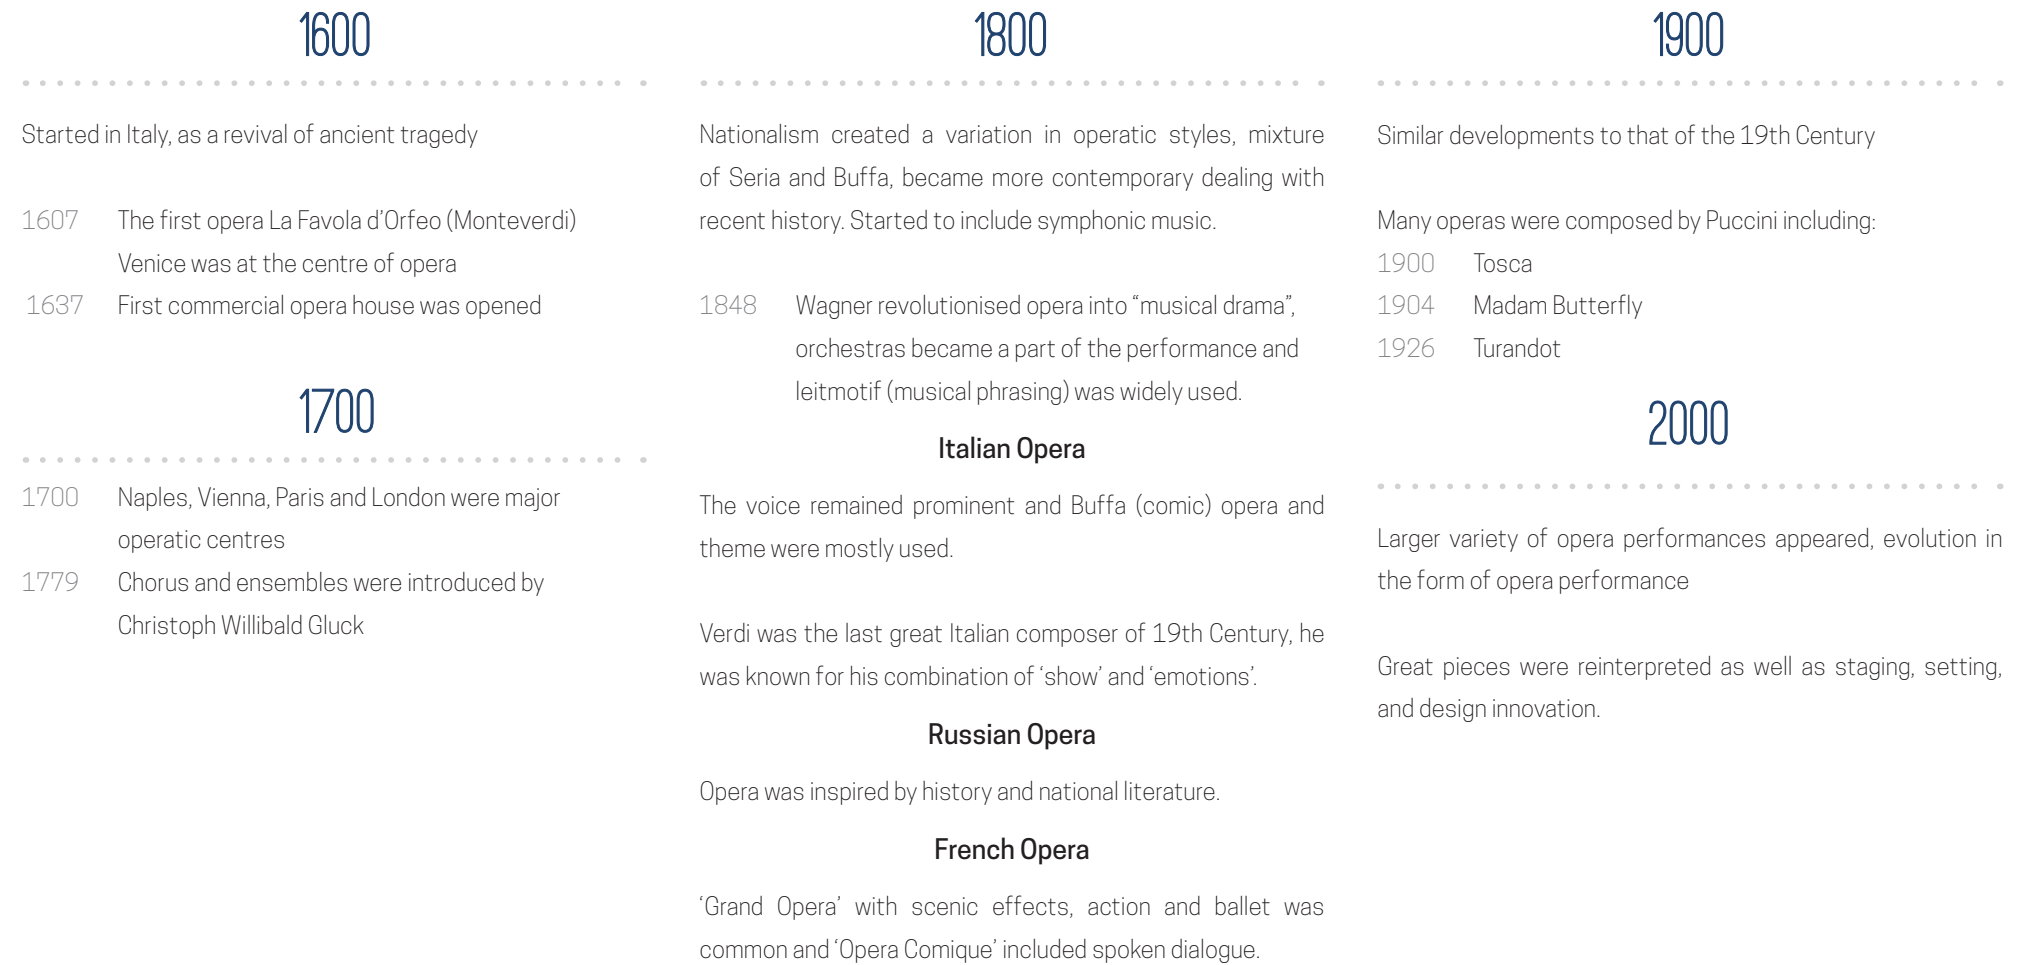 1600
Started in Italy, as a revival of ancient tragedy
1607 The first opera La Favola d’Orfeo (Monteverdi)
Venice was at the centre of opera
1637 First commercial opera house was opened
1700
1700 Naples, Vienna, Paris and London were major
operatic centres
1779 Chorus and ensembles were introduced by
Christoph Willibald Gluck
1800
Nationalism created a variation in operatic styles, mixture
of Seria and Buffa, became more contemporary dealing with
recent history. Started to include symphonic music.
1848 Wagner revolutionised opera into “musical drama”,
orchestras became a part of the performance and
leitmotif (musical phrasing) was widely used.
Italian Opera
The voice remained prominent and Buffa (comic) opera and
theme were mostly used.
Verdi was the last great Italian composer of 19th Century, he
was known for his combination of ‘show’ and ‘emotions’.
Russian Opera
Opera was inspired by history and national literature.
French Opera
‘Grand Opera’ with scenic effects, action and ballet was
common and ‘Opera Comique’ included spoken dialogue.
1900
Similar developments to that of the 19th Century
Many operas were composed by Puccini including:
1900 Tosca
1904 Madam Butterfly
1926 Turandot
2000
Larger variety of opera performances appeared, evolution in
the form of opera performance
Great pieces were reinterpreted as well as staging, setting,
and design innovation.